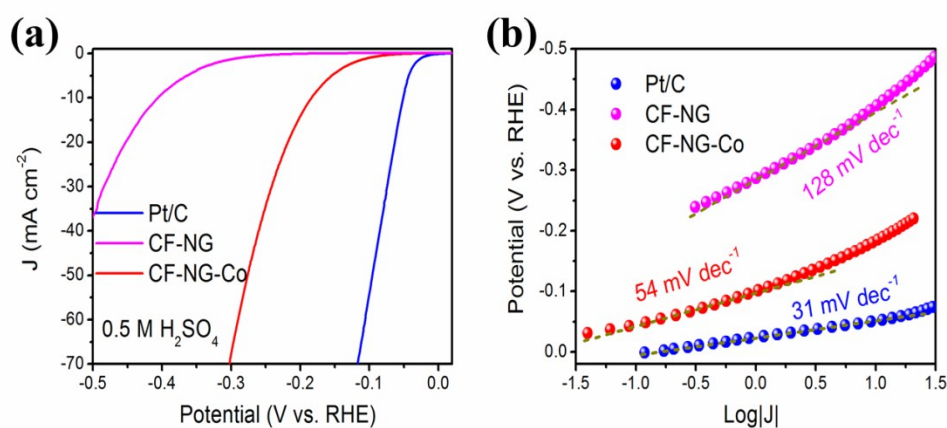 (a)
0
-10
-20
-30
-40
-50
-60
-70
J (mA cm⁻²)
Pt/C
CF-NG
CF-NG-Co
0.5 M H₂SO₄
-0.5
-0.4
-0.3
-0.2
-0.1
0.0
Potential (V vs. RHE)
(b)
-0.5
-0.4
-0.3
-0.2
-0.1
0.0
Potential (V vs. RHE)
Pt/C
CF-NG
CF-NG-Co
128 mV dec⁻¹
54 mV dec⁻¹
31 mV dec⁻¹
-1.5
-1.0
-0.5
0.0
0.5
1.0
1.5
Log|J|